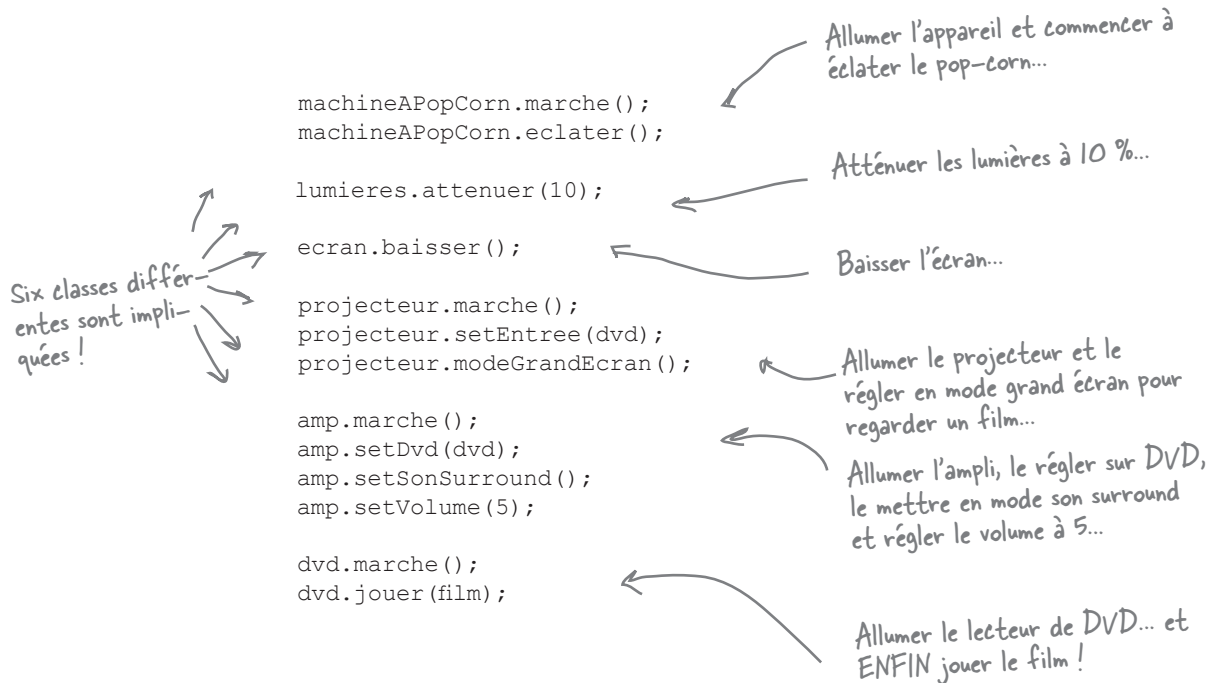 Allumer l'appareil et commencer à
éclater le pop-corn...
machineAPopCorn.marche();
machineAPopCorn.eclater();
Atténuer les lumières à 10 %...
lumieres.attenuer(10);
ecran.baisser();
Baisser l'écran...
Six classes différ-
entes sont impli-
quées !
projecteur.marche();
projecteur.setEntree(dvd);
projecteur.modeGrandEcran();
Allumer le projecteur et le
régler en mode grand écran pour
regarder un film...
amp.marche();
amp.setDvd(dvd);
amp.setSonSurround();
amp.setVolume(5);
Allumer l'ampli, le régler sur DVD,
le mettre en mode son surround
et régler le volume à 5...
dvd.marche();
dvd.jouer(film);
Allumer le lecteur de DVD... et
ENFIN jouer le film !